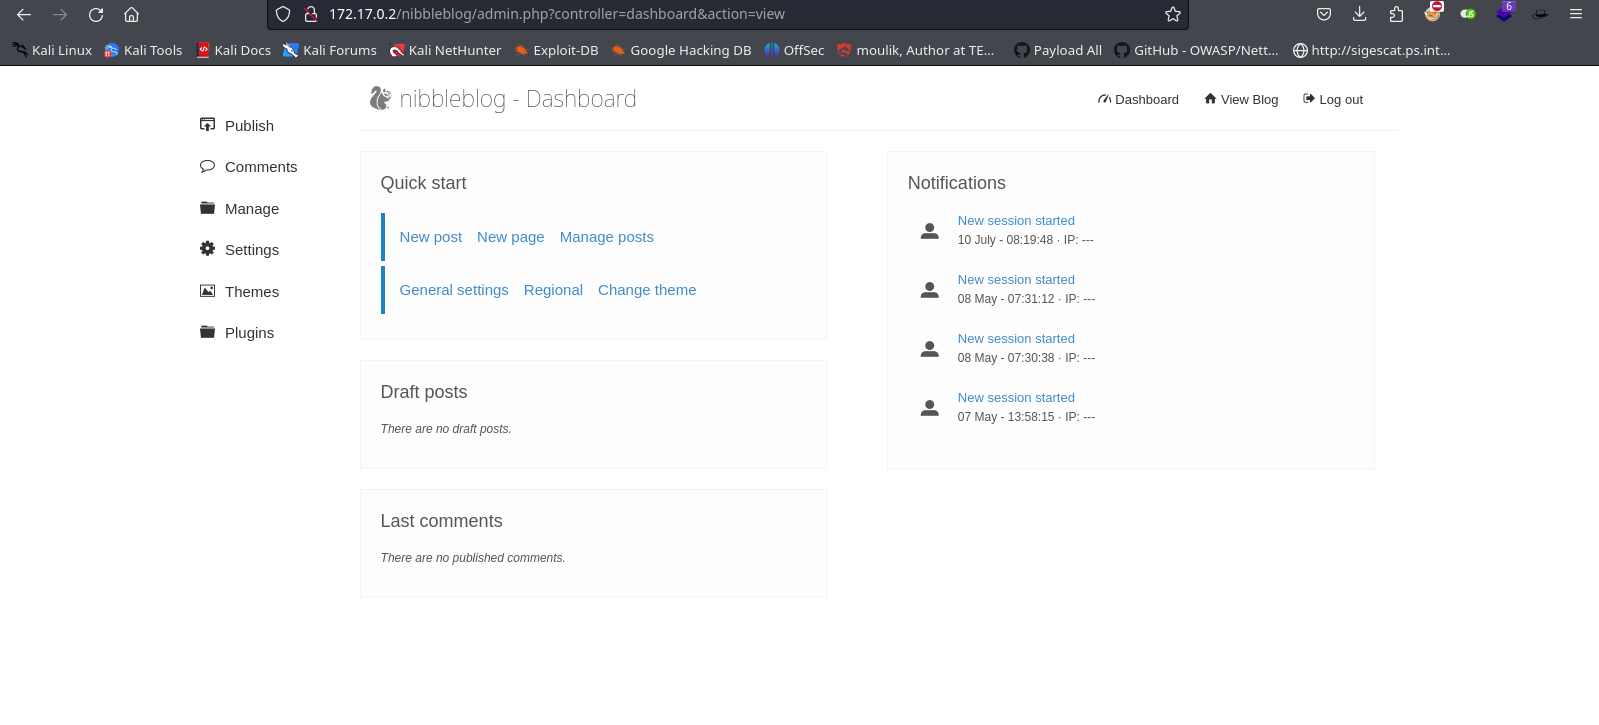 172.17.0.2/nibbleblog/admin.php?controller=dashboard&action=view
6
JS
Kali Linux Kali Tools Kali Docs Kali Forums Kali NetHunter Exploit-DB Google Hacking DB OffSec moulik, Author at TE... Payload All GitHub - OWASP/Nett... http://sigescat.ps.int...
nibbleblog - Dashboard
Dashboard View Blog Log out
Publish
Comments
Manage
Settings
Themes
Plugins
Quick start
New post New page Manage posts
General settings Regional Change theme
Draft posts
There are no draft posts.
Last comments
There are no published comments.
Notifications
New session started
10 July - 08:19:48 · IP: ---
New session started
08 May - 07:31:12 · IP: ---
New session started
08 May - 07:30:38 · IP: ---
New session started
07 May - 13:58:15 · IP: ---